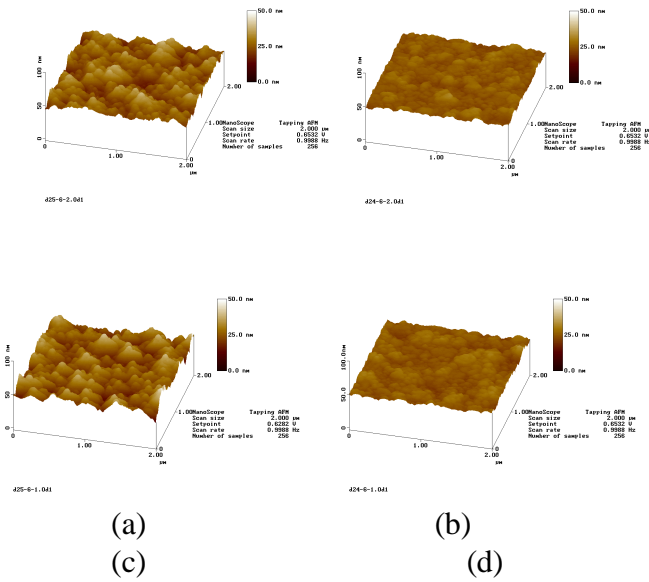 50.0 nm
25.0 nm
0.0 nm
100 nm
50
0
2.00
1.00
0
1.00
2.00
µm
NanoScope Tapping AFM
Scan size 2.000 µm
Setpoint 0.6532 V
Scan rate 0.9988 Hz
Number of samples 256
d25-6-2.0d1
50.0 nm
25.0 nm
0.0 nm
100 nm
50
0
2.00
1.00
0
1.00
2.00
µm
NanoScope Tapping AFM
Scan size 2.000 µm
Setpoint 0.6532 V
Scan rate 0.9988 Hz
Number of samples 256
d24-6-2.0d1
50.0 nm
25.0 nm
0.0 nm
100 nm
50
0
2.00
1.00
0
1.00
2.00
µm
NanoScope Tapping AFM
Scan size 2.000 µm
Setpoint 0.6282 V
Scan rate 0.9988 Hz
Number of samples 256
d25-6-1.0d1
50.0 nm
25.0 nm
0.0 nm
100.0 nm
50.0
0
2.00
1.00
0
1.00
2.00
µm
NanoScope Tapping AFM
Scan size 2.000 µm
Setpoint 0.6532 V
Scan rate 0.9988 Hz
Number of samples 256
d24-6-1.0d1
(a) (b)
(c) (d)